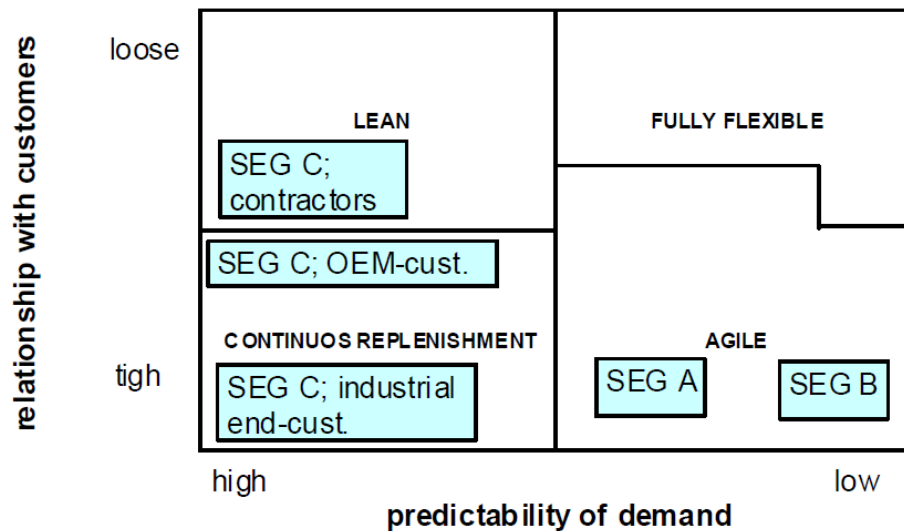 loose
relationship with customers
LEAN
FULLY FLEXIBLE
SEG C;
contractors
SEG C; OEM-cust.
CONTINUOS REPLENISHMENT
AGILE
tigh
SEG C; industrial
end-cust.
SEG A
SEG B
high
low
predictability of demand